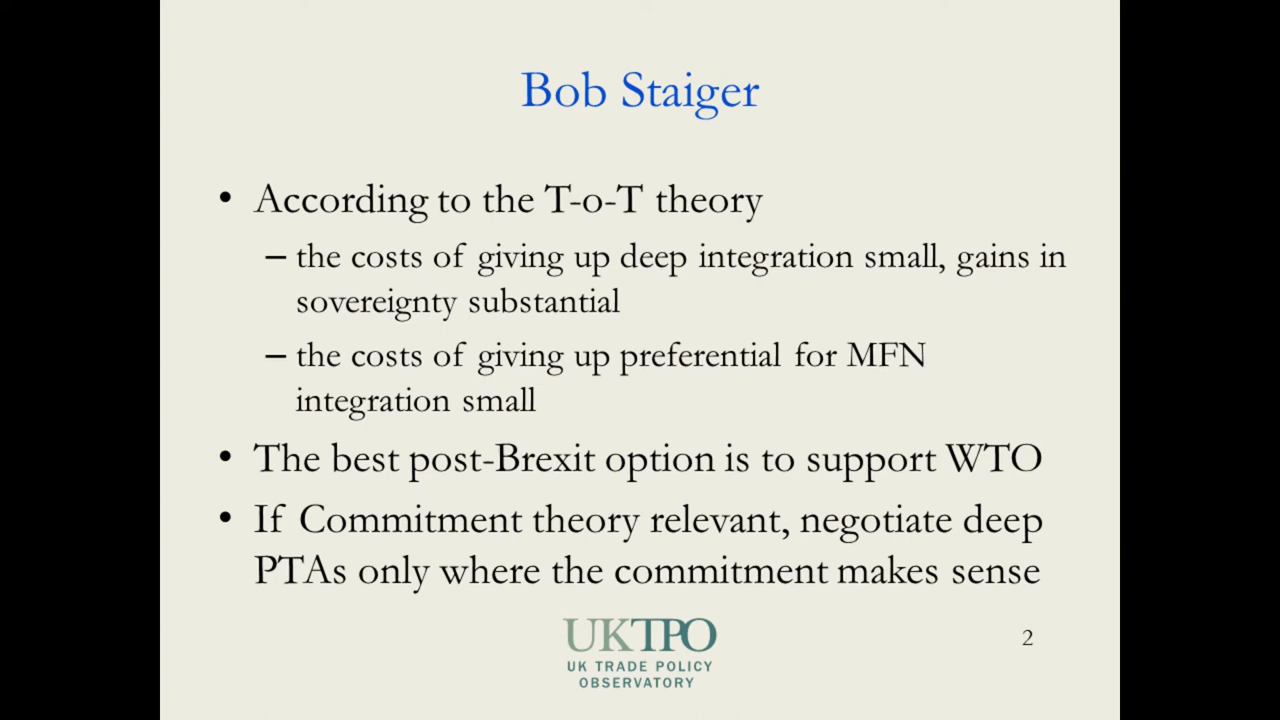 Bob Staiger
• According to the T-o-T theory
– the costs of giving up deep integration small, gains in
sovereignty substantial
– the costs of giving up preferential for MFN
integration small
• The best post-Brexit option is to support WTO
• If Commitment theory relevant, negotiate deep
PTAs only where the commitment makes sense
UKTPO
UK TRADE POLICY
OBSERVATORY
2